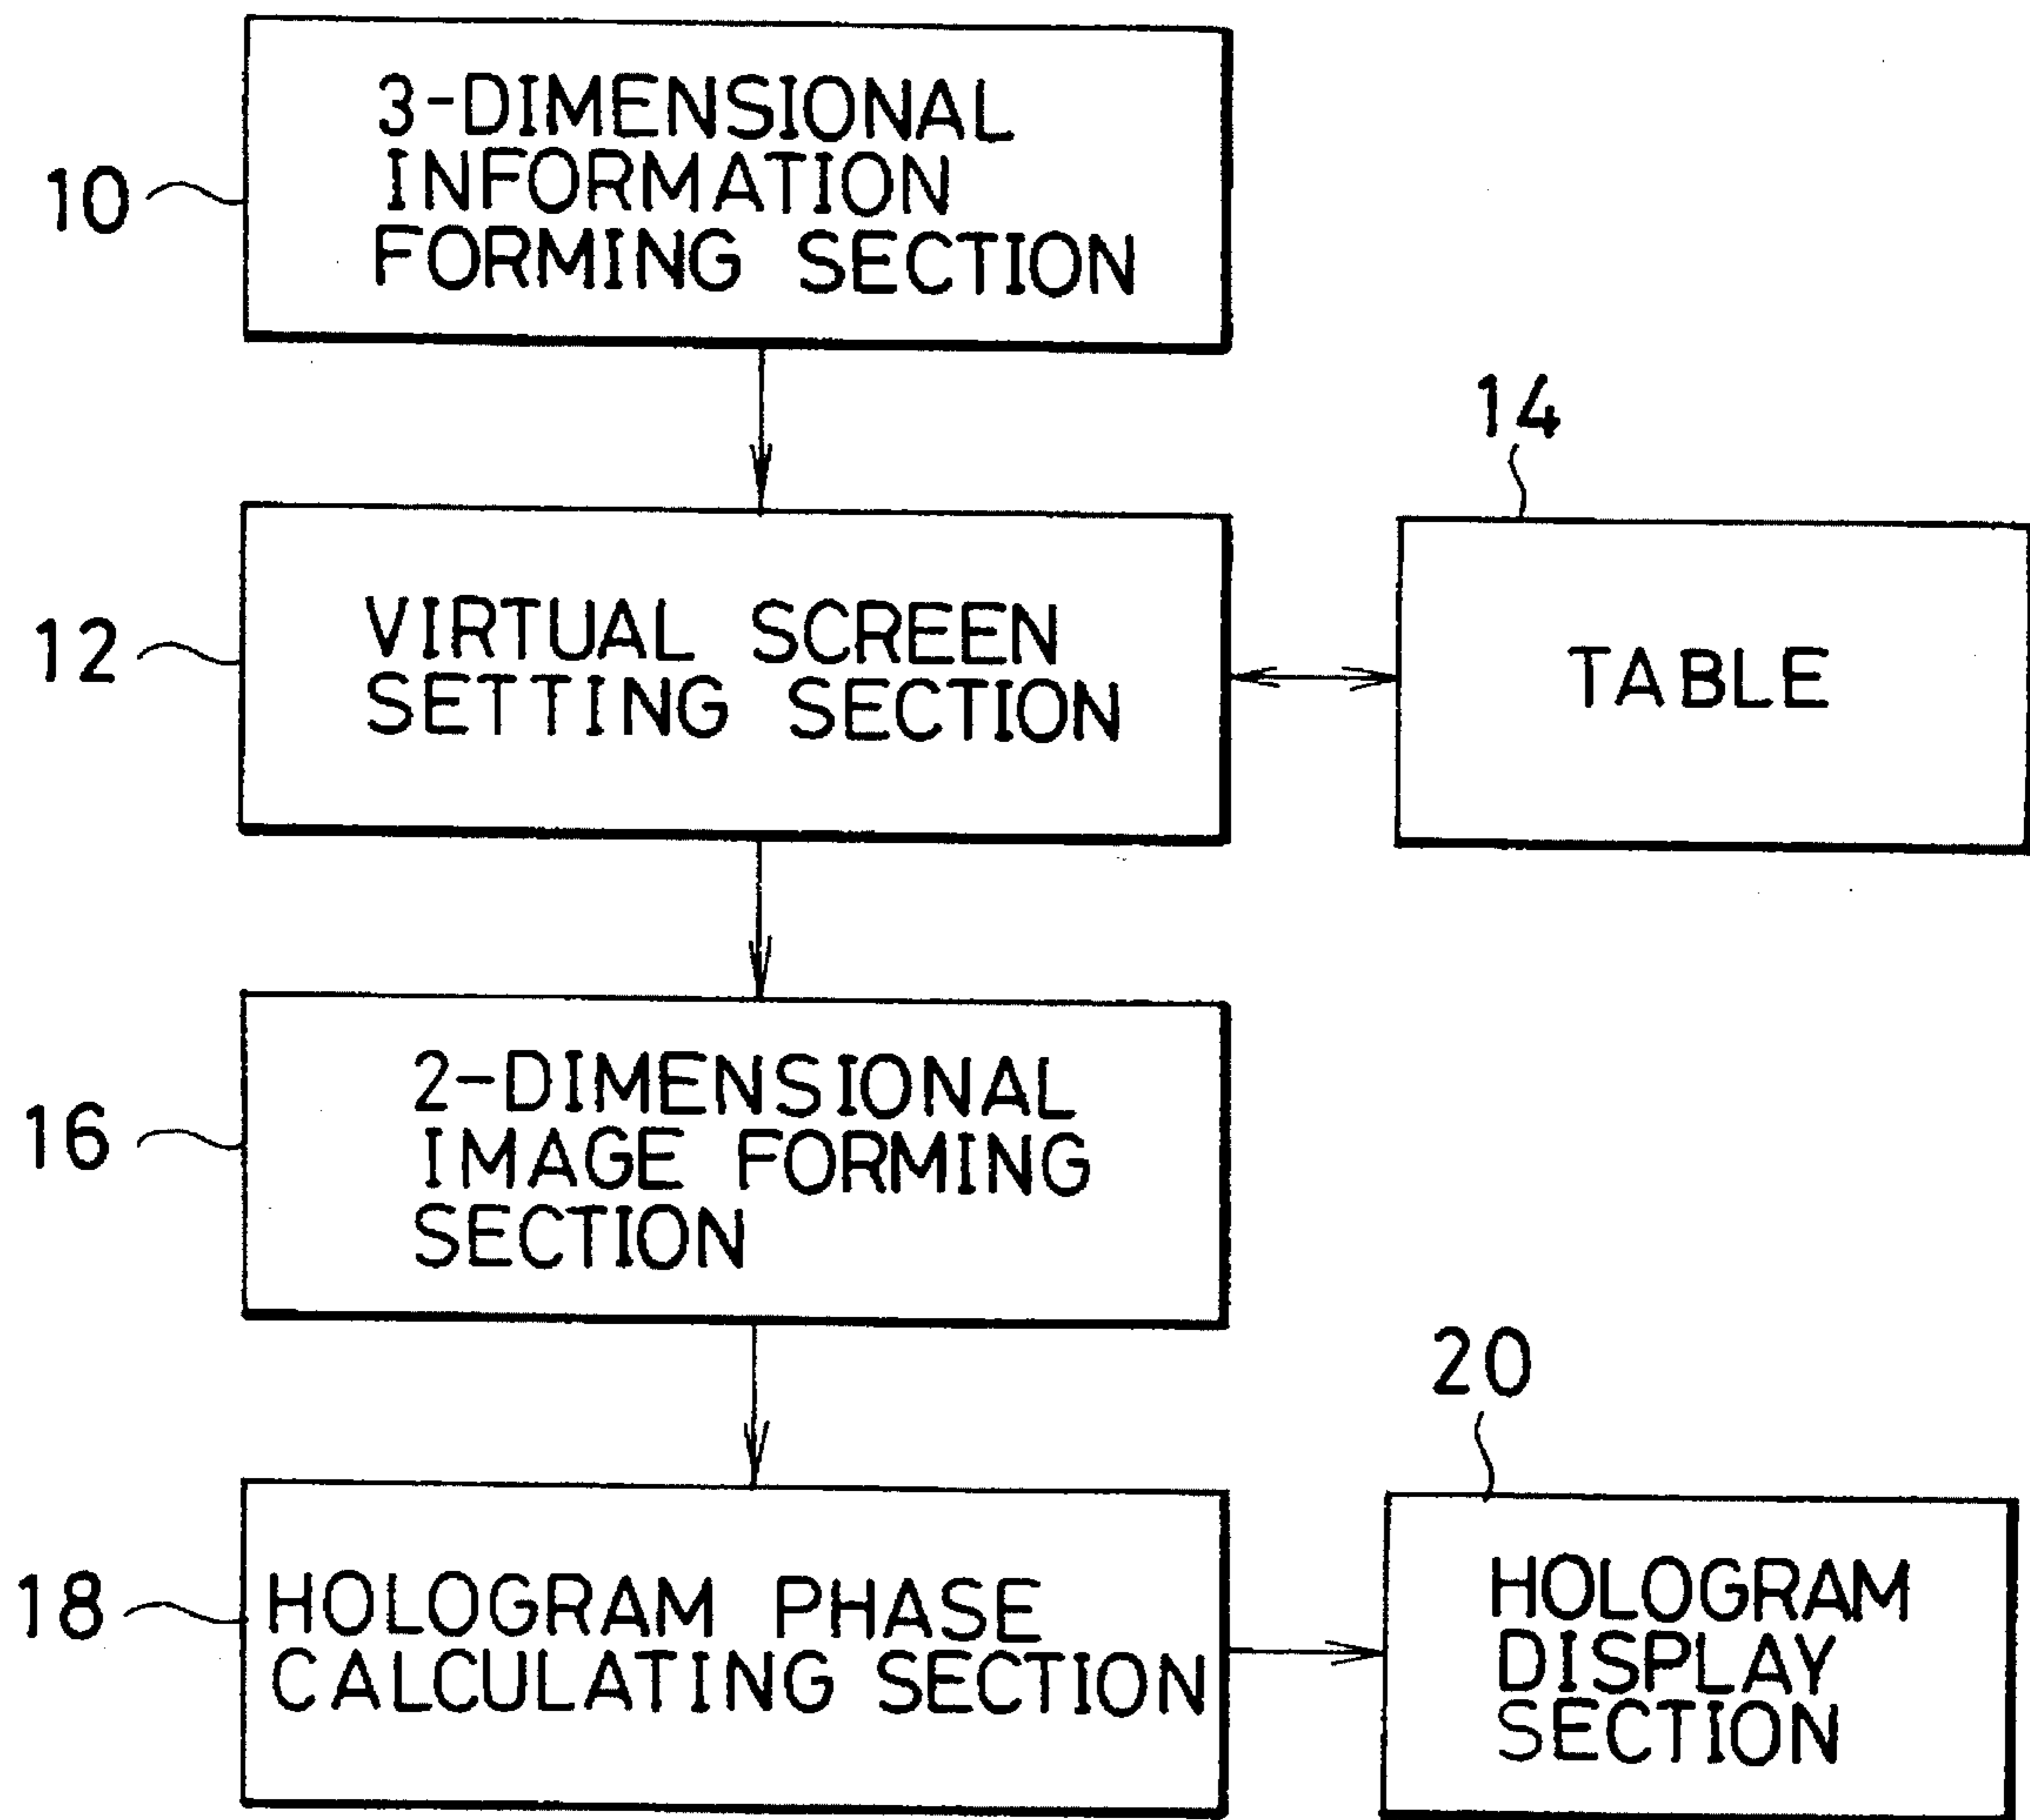 3-DIMENSIONAL
INFORMATION
FORMING SECTION
10
14
VIRTUAL SCREEN
SETTING SECTION
12
TABLE
2-DIMENSIONAL
IMAGE FORMING
SECTION
16
20
HOLOGRAM PHASE
CALCULATING SECTION
18
HOLOGRAM
DISPLAY
SECTION